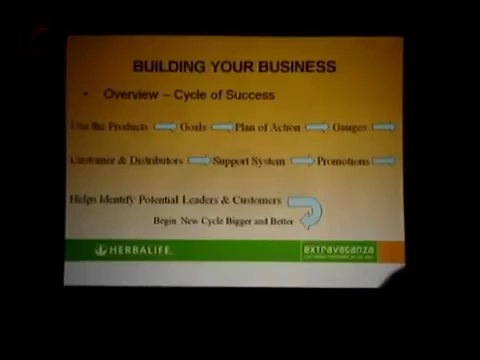 BUILDING YOUR BUSINESS
• Overview – Cycle of Success
Use the Products Goals Plan of Action Gauges
Customer & Distributors Support System Promotions
Helps Identify Potential Leaders & Customers
Begin New Cycle Bigger and Better
HERBALIFE extravaganza